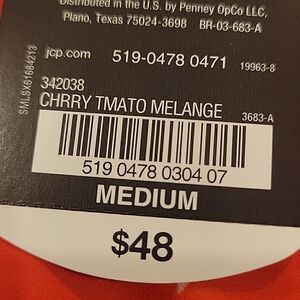 Distributed in the U.S. by Penney OpCo LLC,
Plano, Texas 75024-3698 BR-03-683-A
jcp.com 519-0478 0471 19963-8
SMLSX61684213
342038
CHRRY TMATO MELANGE 3683-A
519 0478 0304 07
MEDIUM
$48